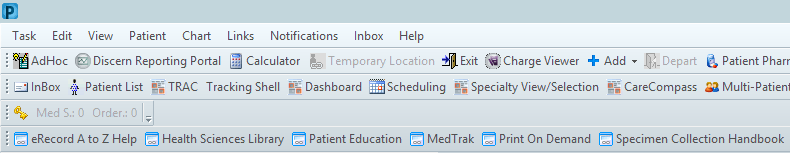 P
Task Edit View Patient Chart Links Notifications Inbox Help
AdHoc Discern Reporting Portal Calculator Temporary Location Exit Charge Viewer Add Depart Patient Pharm
InBox Patient List TRAC Tracking Shell Dashboard Scheduling Specialty View/Selection CareCompass Multi-Patient
Med S.: 0 Order.: 0
eRecord A to Z Help Health Sciences Library Patient Education MedTrak Print On Demand Specimen Collection Handbook